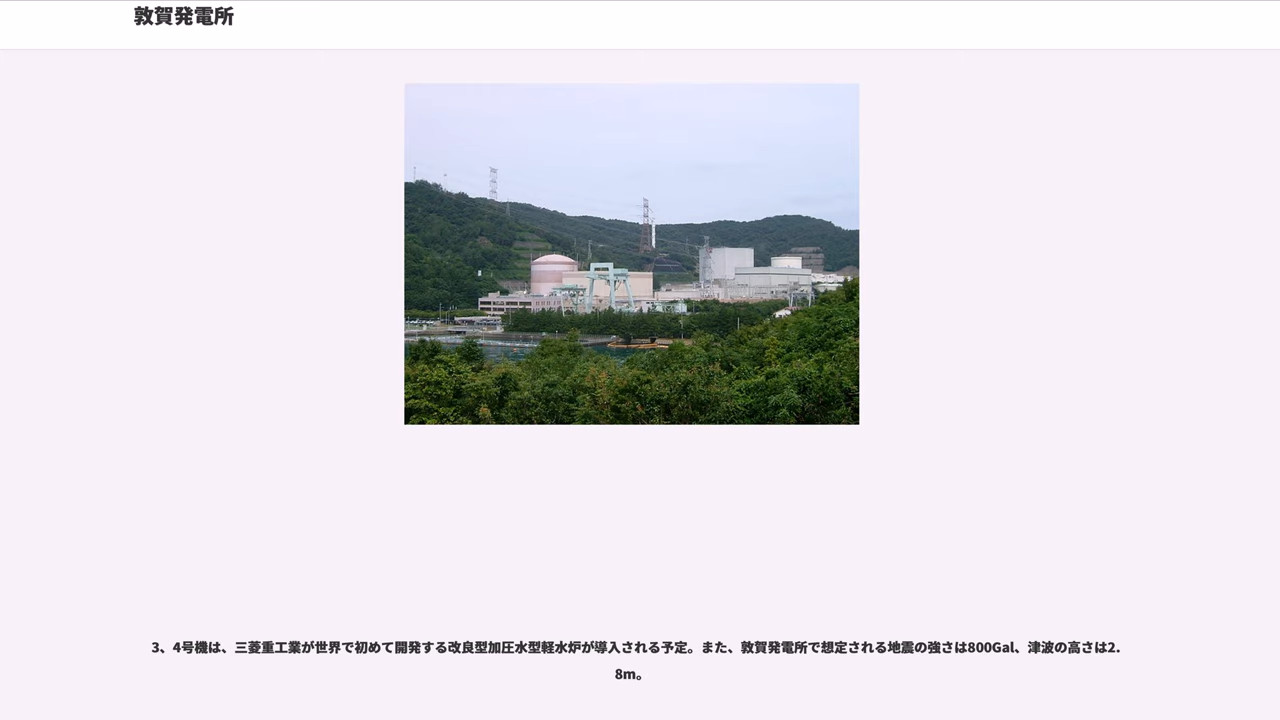 敦賀発電所
3、4号機は、三菱重工業が世界で初めて開発する改良型加圧水型軽水炉が導入される予定。また、敦賀発電所で想定される地震の強さは800Gal、津波の高さは2.
8m。